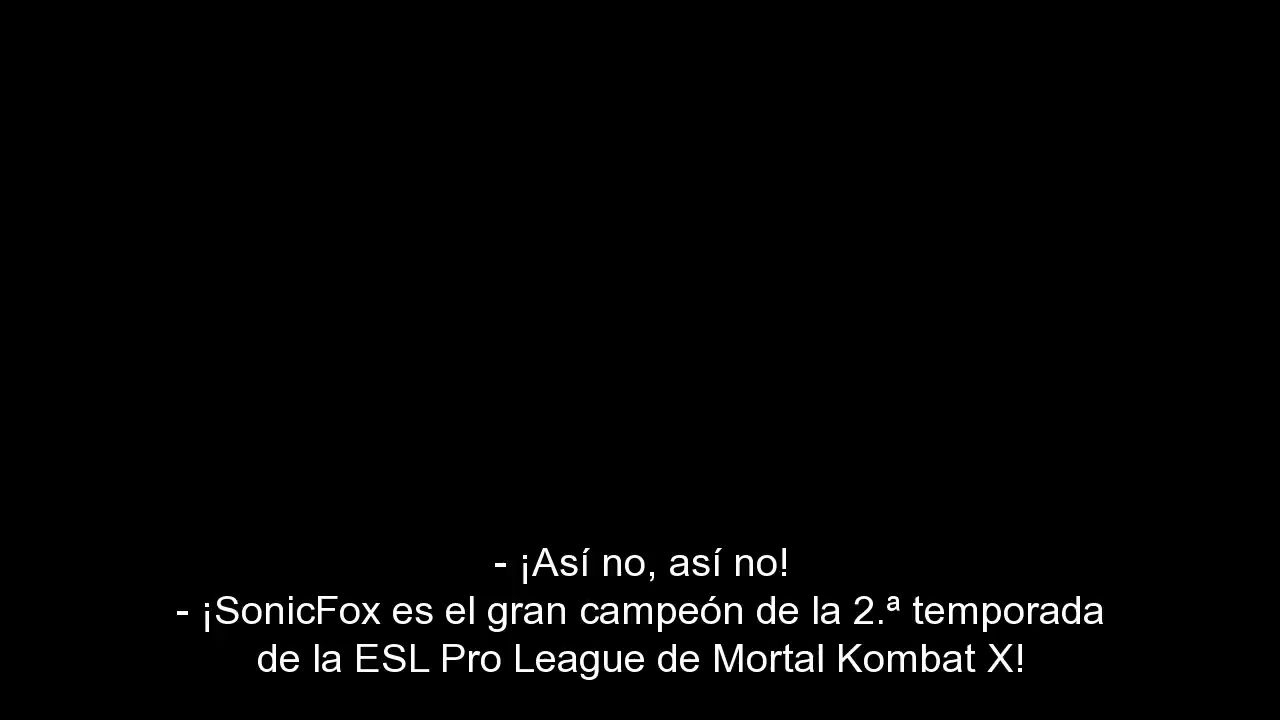 - ¡Así no, así no!
- ¡SonicFox es el gran campeón de la 2.ª temporada
de la ESL Pro League de Mortal Kombat X!